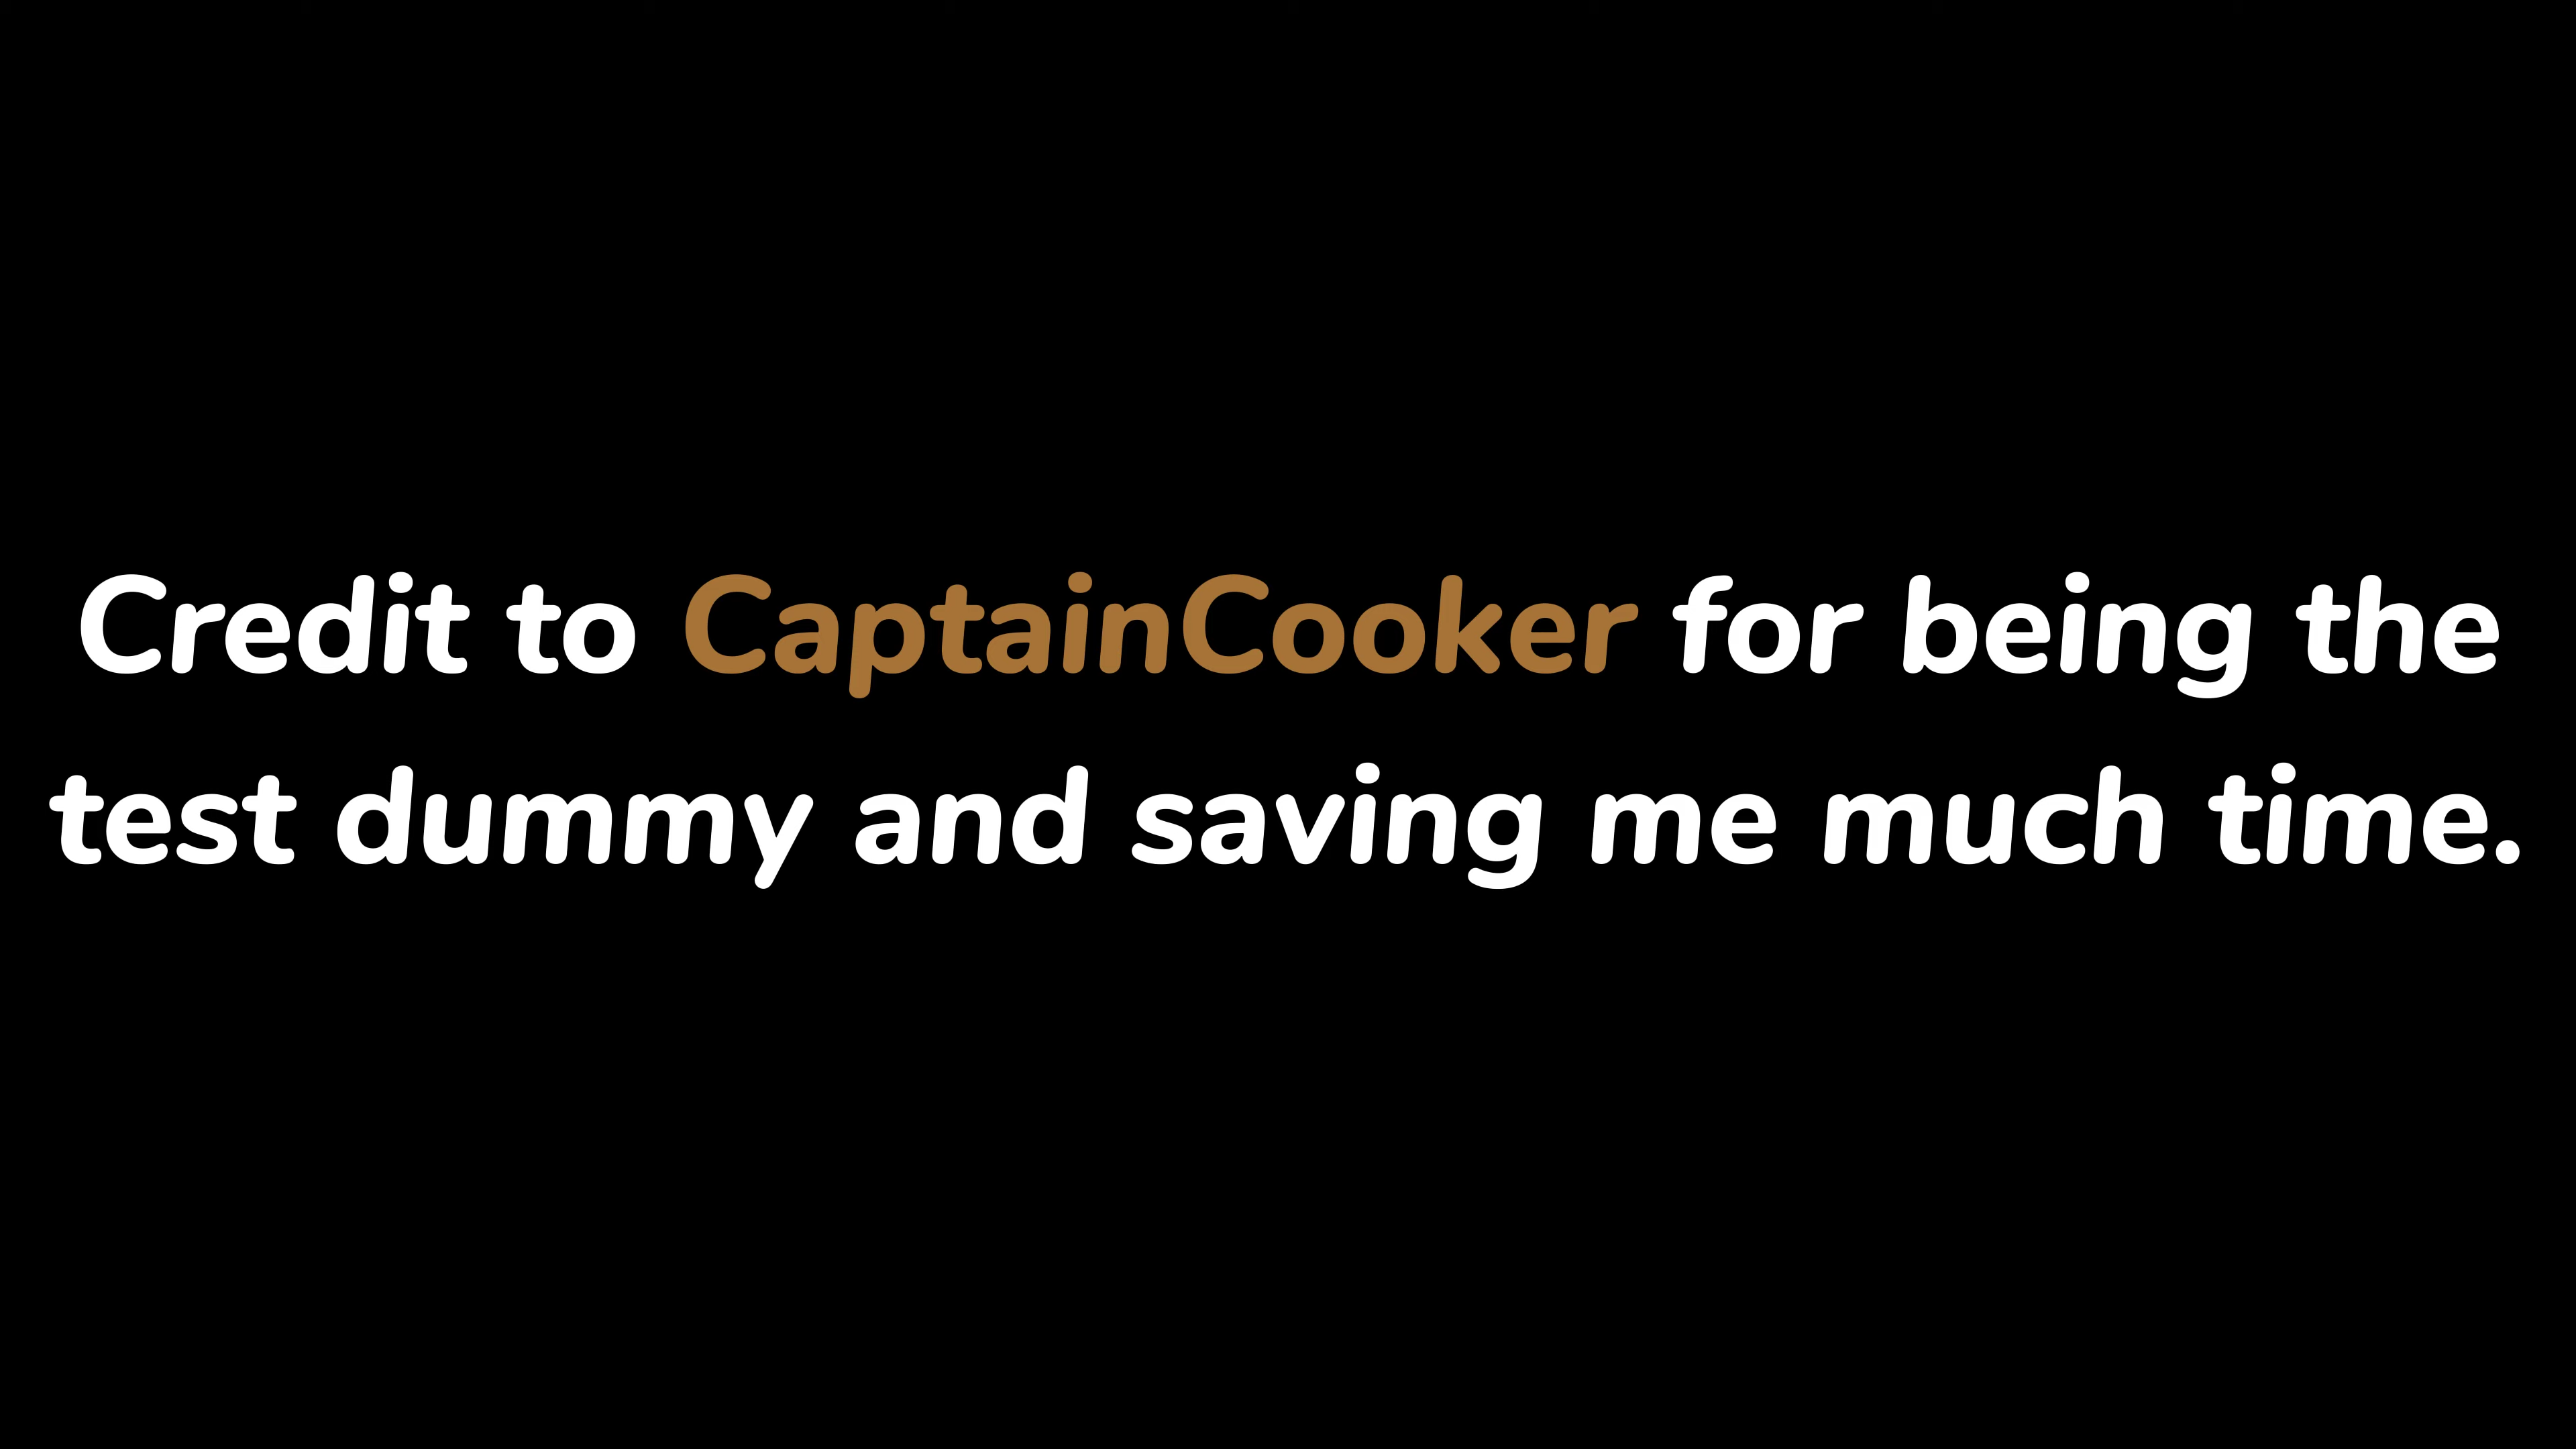 Credit to CaptainCooker for being the
test dummy and saving me much time.